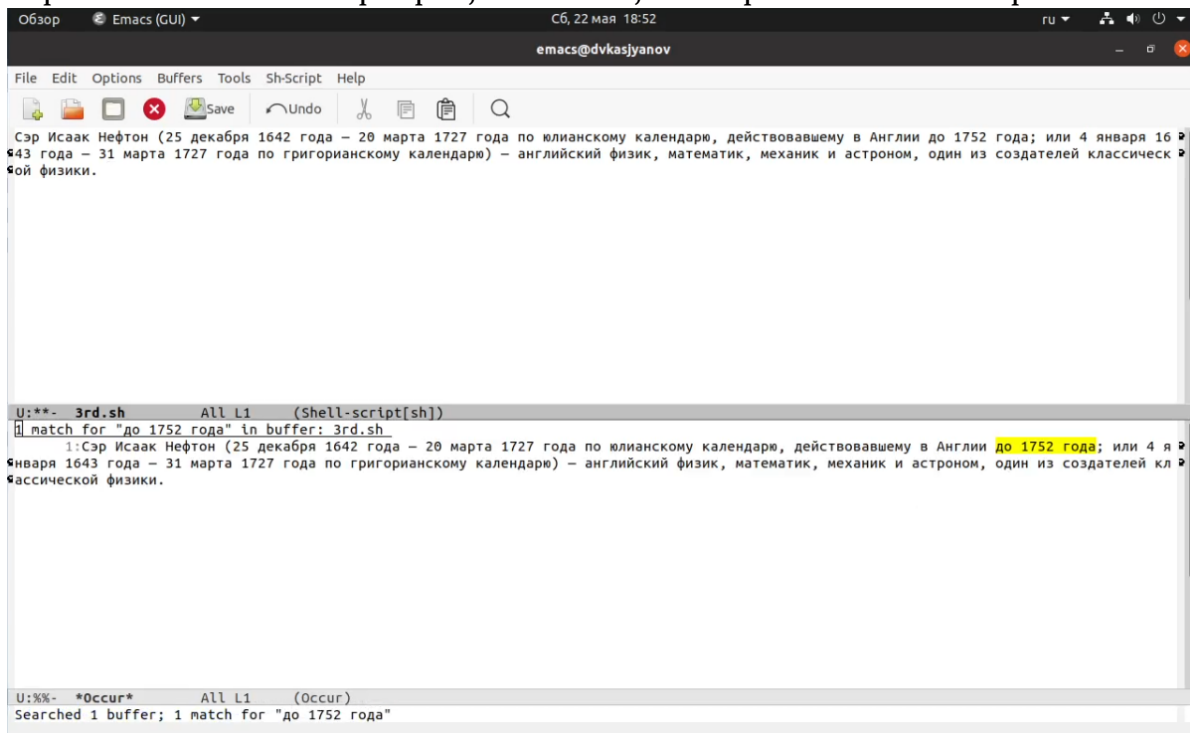 Обзор Emacs (GUI) Сб, 22 мая 18:52 ru
emacs@dvkasjyanov
File Edit Options Buffers Tools Sh-Script Help
Save Undo
Сэр Исаак Нефтон (25 декабря 1642 года – 20 марта 1727 года по юлианскому календарю, действовавшему в Англии до 1752 года; или 4 января 16
43 года – 31 марта 1727 года по григорианскому календарю) – английский физик, математик, механик и астроном, один из создателей классическ
ой физики.
U:**- 3rd.sh All L1 (Shell-script[sh])
1 match for "до 1752 года" in buffer: 3rd.sh
1:Сэр Исаак Нефтон (25 декабря 1642 года – 20 марта 1727 года по юлианскому календарю, действовавшему в Англии до 1752 года; или 4 я
нваря 1643 года – 31 марта 1727 года по григорианскому календарю) – английский физик, математик, механик и астроном, один из создателей кл
ассической физики.
U:%%- *Occur* All L1 (Occur)
Searched 1 buffer; 1 match for "до 1752 года"